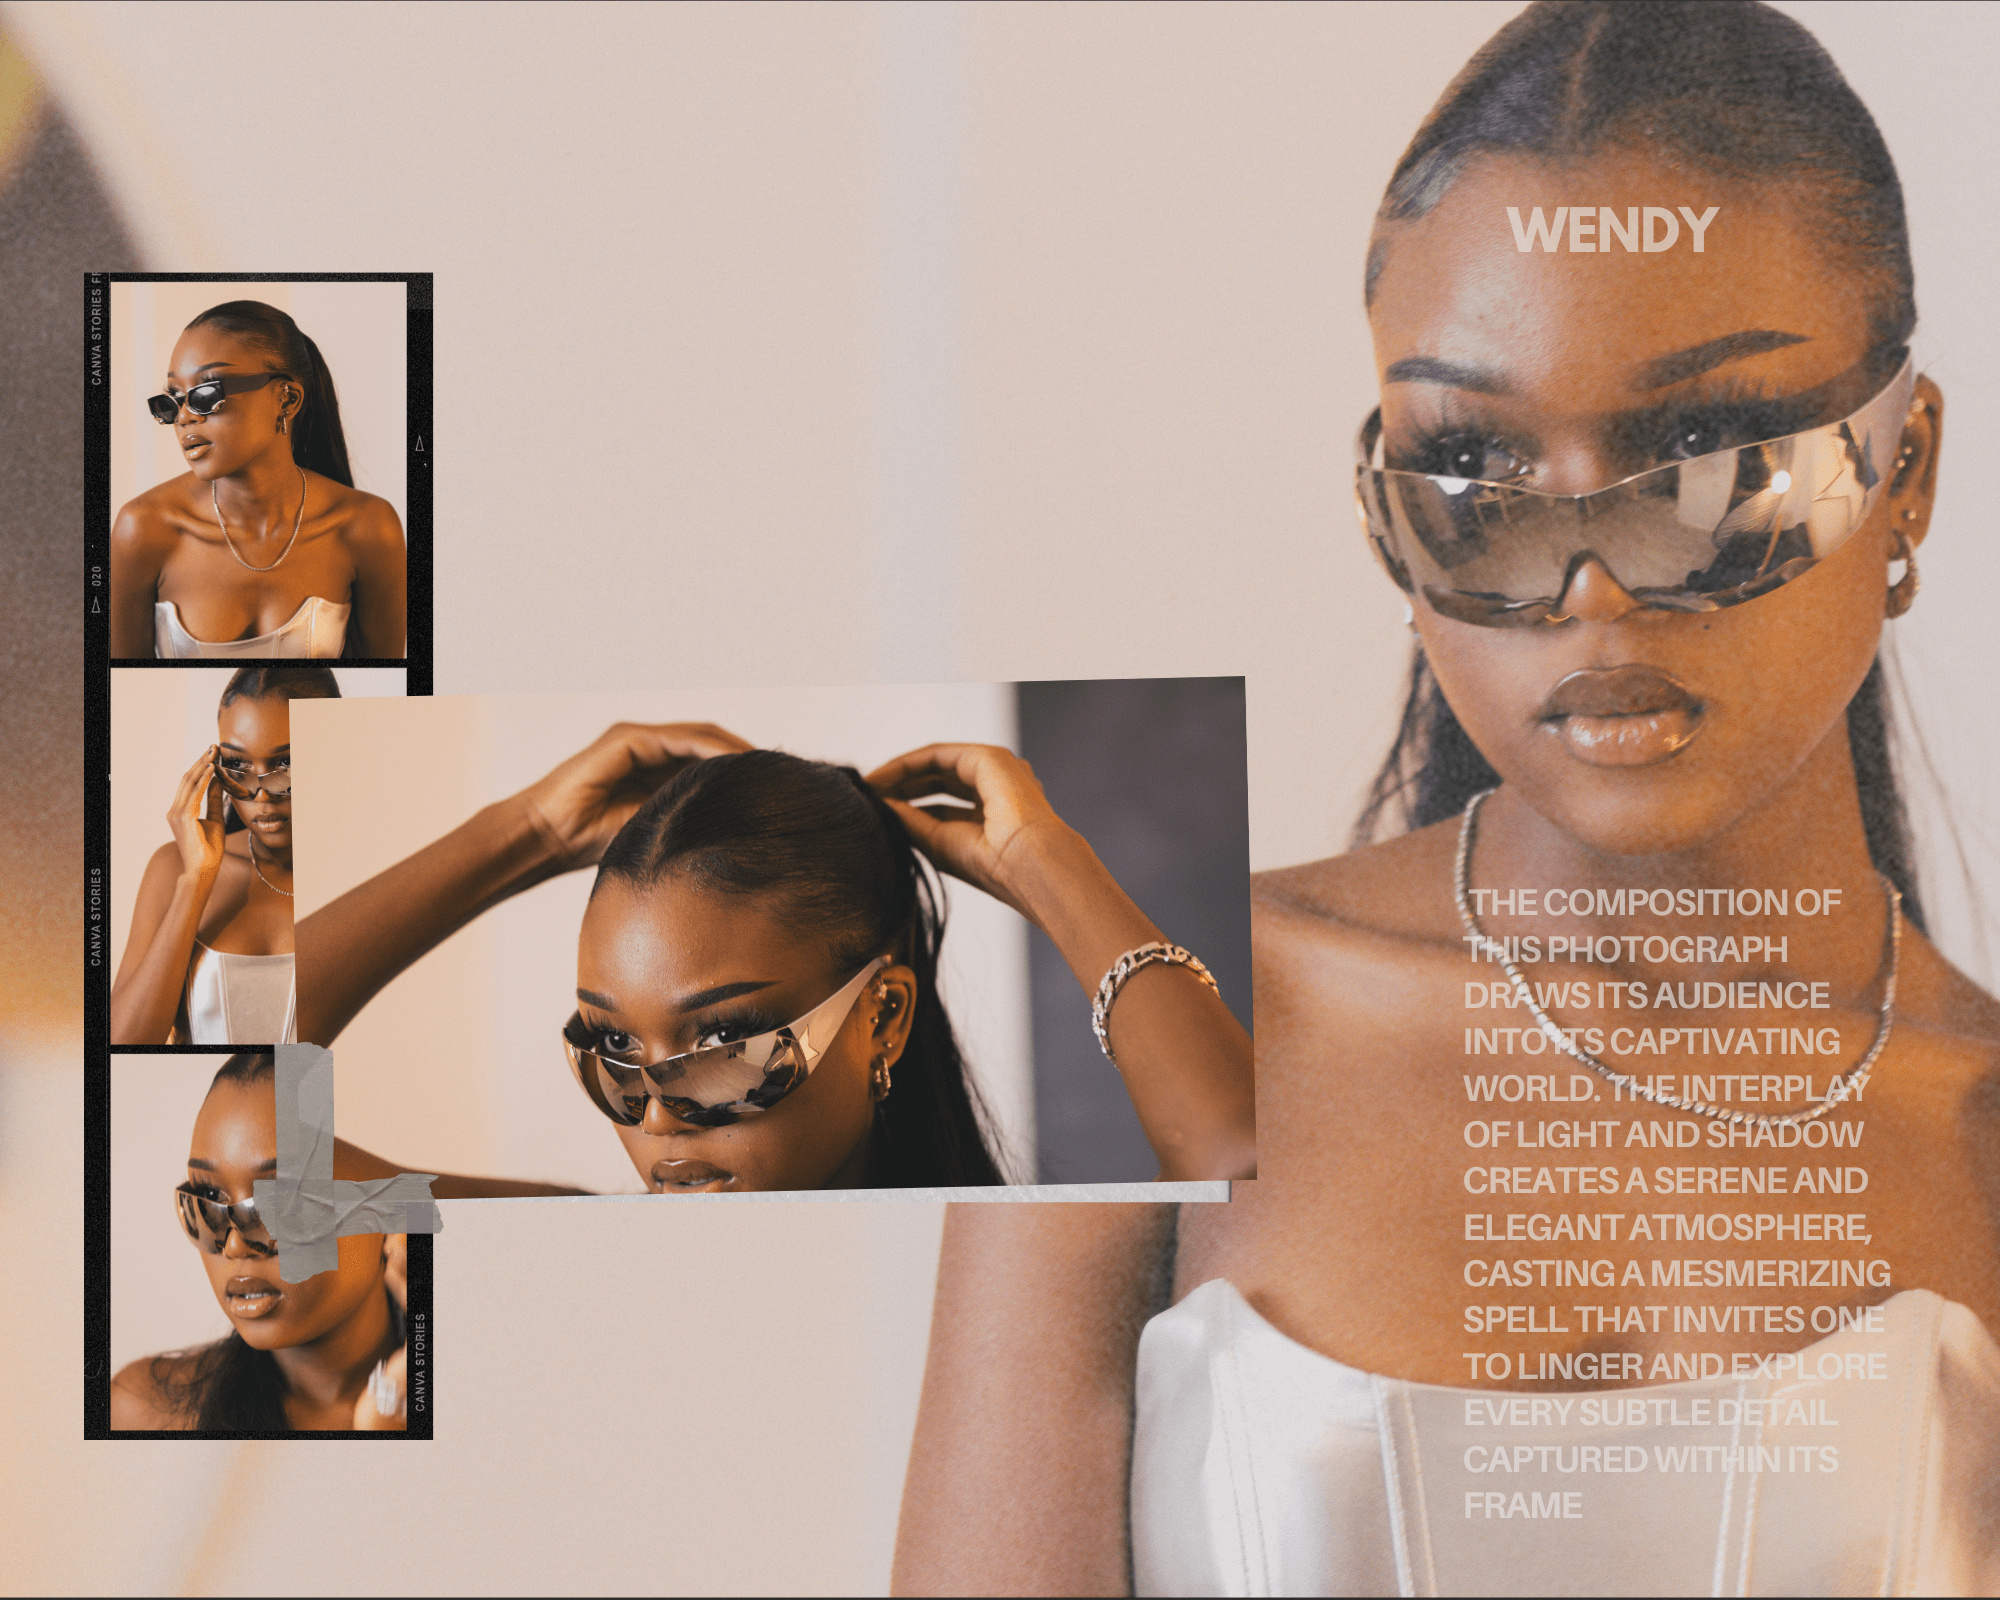 WENDY
CANVA STORIES FR
020
CANVA STORIES
CANVA STORIES
THE COMPOSITION OF
THIS PHOTOGRAPH
DRAWS ITS AUDIENCE
INTO ITS CAPTIVATING
WORLD. THE INTERPLAY
OF LIGHT AND SHADOW
CREATES A SERENE AND
ELEGANT ATMOSPHERE,
CASTING A MESMERIZING
SPELL THAT INVITES ONE
TO LINGER AND EXPLORE
EVERY SUBTLE DETAIL
CAPTURED WITHIN ITS
FRAME